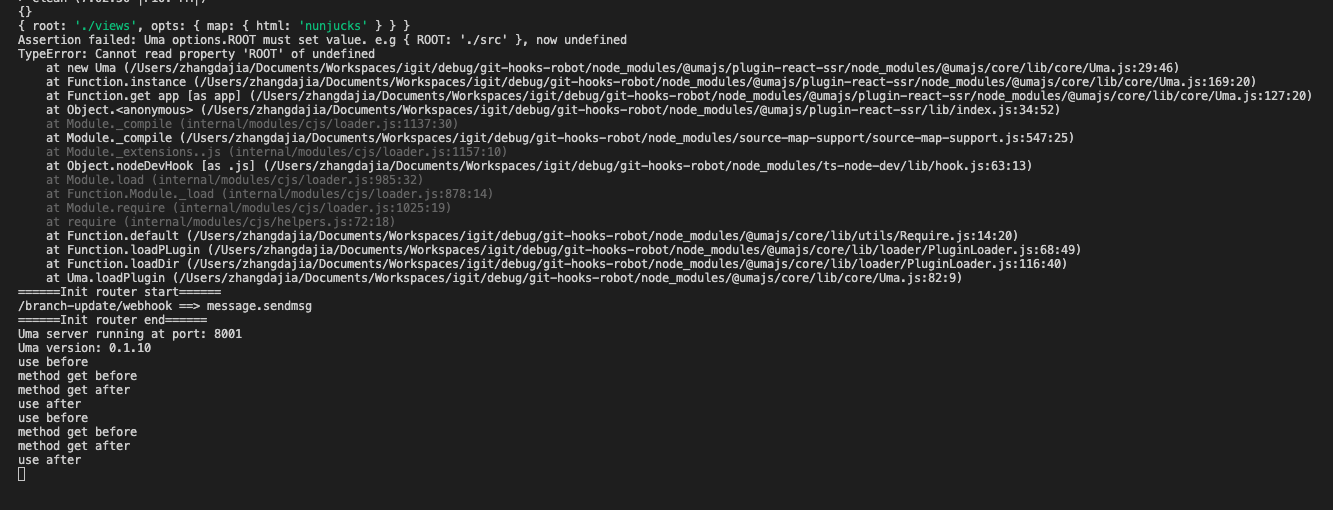 {}
{ root: './views', opts: { map: { html: 'nunjucks' } } }
Assertion failed: Uma options.ROOT must set value. e.g { ROOT: './src' }, now undefined
TypeError: Cannot read property 'ROOT' of undefined
    at new Uma (/Users/zhangdajia/Documents/Workspaces/igit/debug/git-hooks-robot/node_modules/@umajs/plugin-react-ssr/node_modules/@umajs/core/lib/core/Uma.js:29:46)
    at Function.instance (/Users/zhangdajia/Documents/Workspaces/igit/debug/git-hooks-robot/node_modules/@umajs/plugin-react-ssr/node_modules/@umajs/core/lib/core/Uma.js:169:20)
    at Function.get app [as app] (/Users/zhangdajia/Documents/Workspaces/igit/debug/git-hooks-robot/node_modules/@umajs/plugin-react-ssr/node_modules/@umajs/core/lib/core/Uma.js:127:20)
    at Object.<anonymous> (/Users/zhangdajia/Documents/Workspaces/igit/debug/git-hooks-robot/node_modules/@umajs/plugin-react-ssr/lib/index.js:34:52)
    at Module._compile (internal/modules/cjs/loader.js:1137:30)
    at Module._compile (/Users/zhangdajia/Documents/Workspaces/igit/debug/git-hooks-robot/node_modules/source-map-support/source-map-support.js:547:25)
    at Module._extensions..js (internal/modules/cjs/loader.js:1157:10)
    at Object.nodeDevHook [as .js] (/Users/zhangdajia/Documents/Workspaces/igit/debug/git-hooks-robot/node_modules/ts-node-dev/lib/hook.js:63:13)
    at Module.load (internal/modules/cjs/loader.js:985:32)
    at Function.Module._load (internal/modules/cjs/loader.js:878:14)
    at Module.require (internal/modules/cjs/loader.js:1025:19)
    at require (internal/modules/cjs/helpers.js:72:18)
    at Function.default (/Users/zhangdajia/Documents/Workspaces/igit/debug/git-hooks-robot/node_modules/@umajs/core/lib/utils/Require.js:14:20)
    at Function.loadPLugin (/Users/zhangdajia/Documents/Workspaces/igit/debug/git-hooks-robot/node_modules/@umajs/core/lib/loader/PluginLoader.js:68:49)
    at Function.loadDir (/Users/zhangdajia/Documents/Workspaces/igit/debug/git-hooks-robot/node_modules/@umajs/core/lib/loader/PluginLoader.js:116:40)
    at Uma.loadPlugin (/Users/zhangdajia/Documents/Workspaces/igit/debug/git-hooks-robot/node_modules/@umajs/core/lib/core/Uma.js:82:9)
======Init router start======
/branch-update/webhook ==> message.sendmsg
======Init router end======
Uma server running at port: 8001
Uma version: 0.1.10
use before
method get before
method get after
use after
use before
method get before
method get after
use after